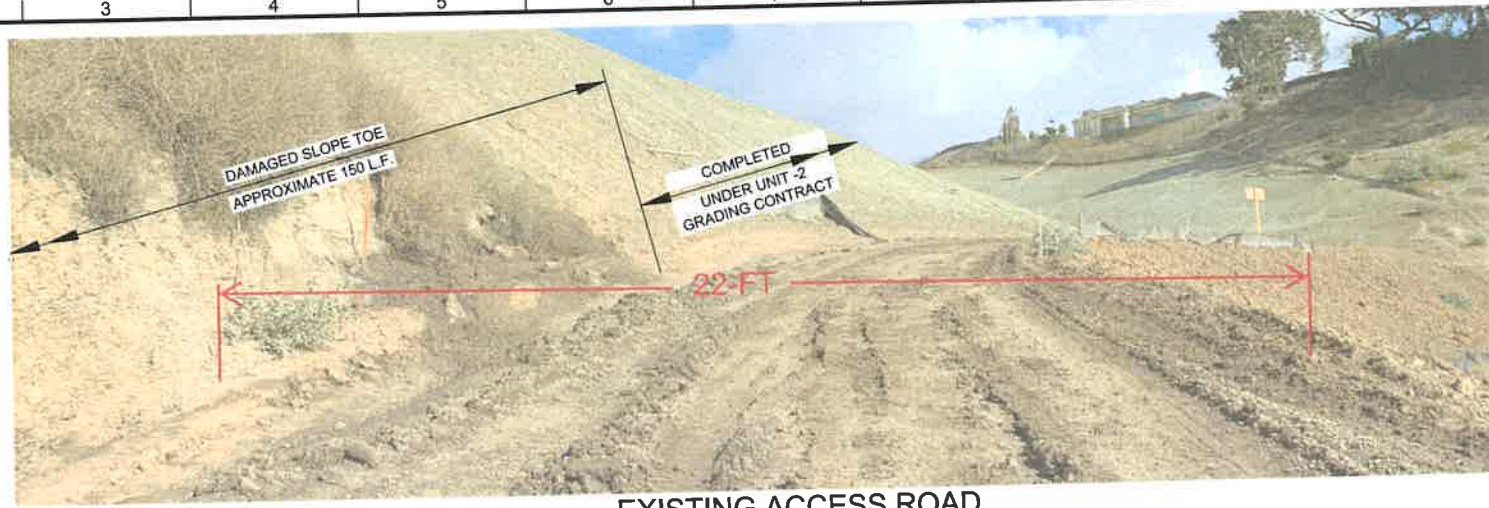 3 4 5
DAMAGED SLOPE TOE
APPROXIMATE 150 L.F.
COMPLETED
UNDER UNIT -2
GRADING CONTRACT
22-FT
EXISTING ACCESS ROAD